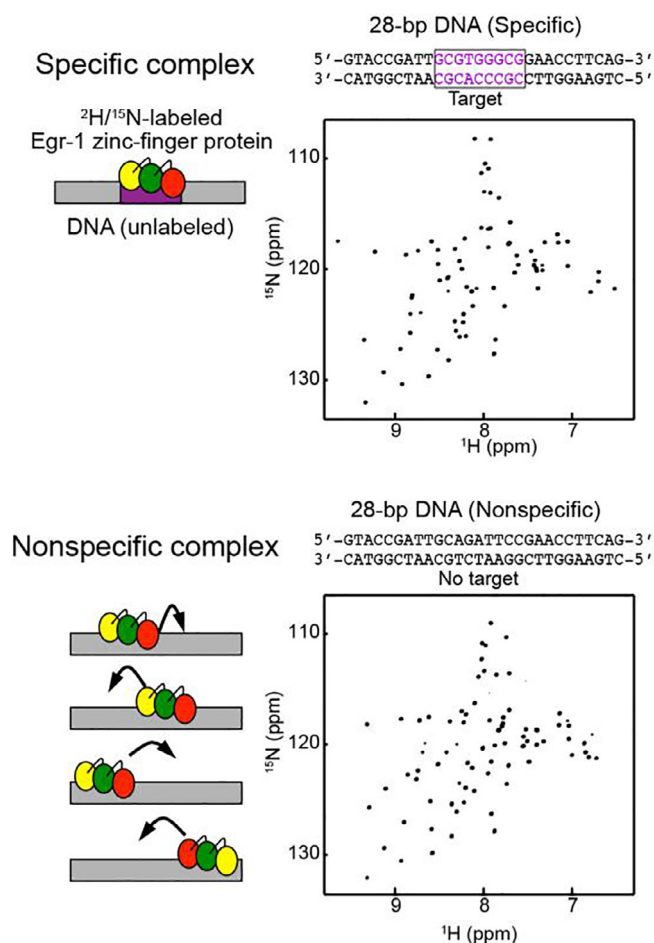 28-bp DNA (Specific)
5′-GTACCGATTGCGTGGGCGGAACCTTCAG-3′
3′-CATGGCTAACGCACCCGCCTTGGAAGTC-5′
Target
Specific complex
²H/¹⁵N-labeled
Egr-1 zinc-finger protein
DNA (unlabeled)
110
120
130
¹⁵N (ppm)
9 8 7
¹H (ppm)
28-bp DNA (Nonspecific)
5′-GTACCGATTGCAGATTCCGAACCTTCAG-3′
3′-CATGGCTAACGTCTAAGGCTTGGAAGTC-5′
No target
Nonspecific complex
110
120
130
¹⁵N (ppm)
9 8 7
¹H (ppm)